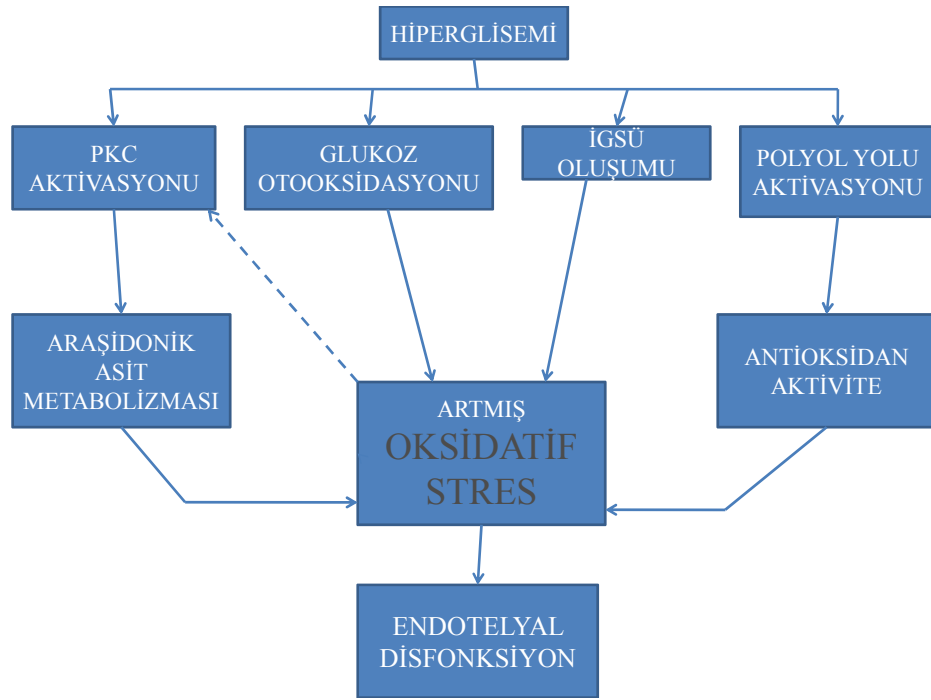 HİPERGLİSEMİ
PKC
AKTİVASYONU
GLUKOZ
OTOOKSİDASYONU
İGSÜ
OLUŞUMU
POLYOL YOLU
AKTİVASYONU
ARAŞİDONİK
ASİT
METABOLİZMASI
ANTİOKSİDAN
AKTİVİTE
ARTMIŞ
OKSİDATİF
STRES
ENDOTELYAL
DİSFONKSİYON